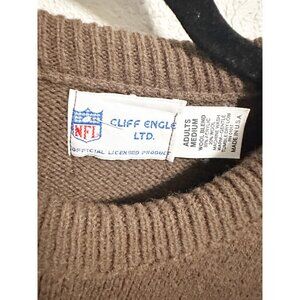 NFL
CLIFF ENGLE
LTD.
OFFICIAL LICENSED PRODUCT
ADULTS
MEDIUM
WOOL BLEND
MADE IN U.S.A.